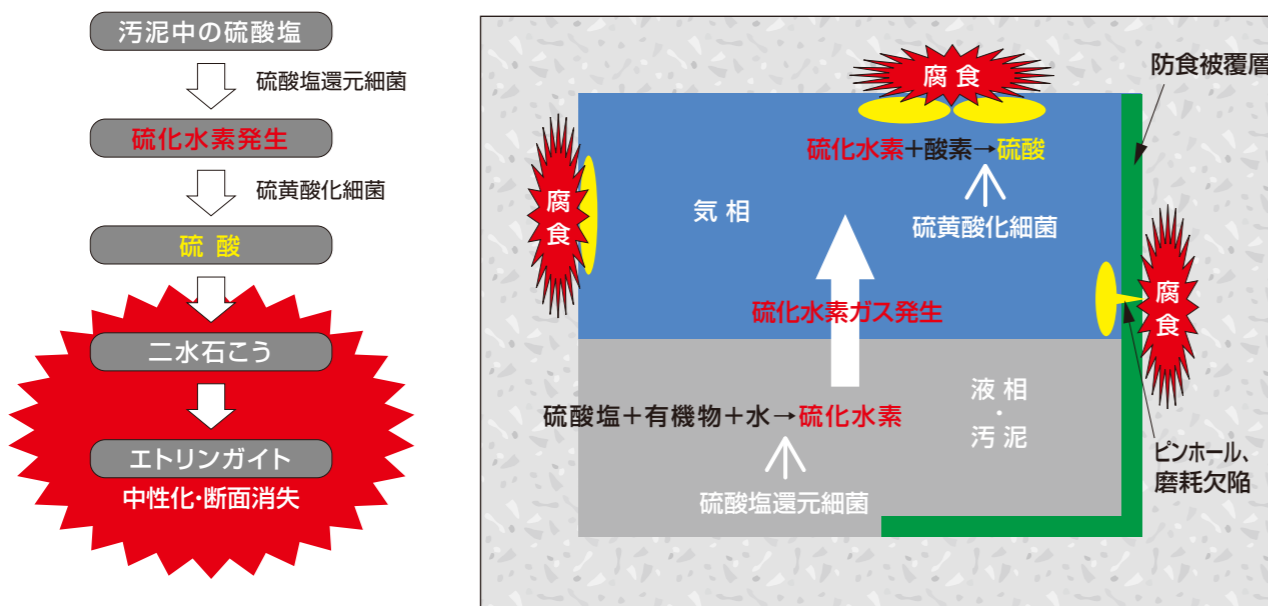 汚泥中の硫酸塩
硫酸塩還元細菌
硫化水素発生
硫黄酸化細菌
硫酸
二水石こう
エトリンガイト
中性化・断面消失
腐食
防食被覆層
硫化水素+酸素→硫酸
腐食
気相
硫黄酸化細菌
腐食
硫化水素ガス発生
液相
・
汚泥
硫酸塩+有機物+水→硫化水素
ピンホール、
磨耗欠陥
硫酸塩還元細菌